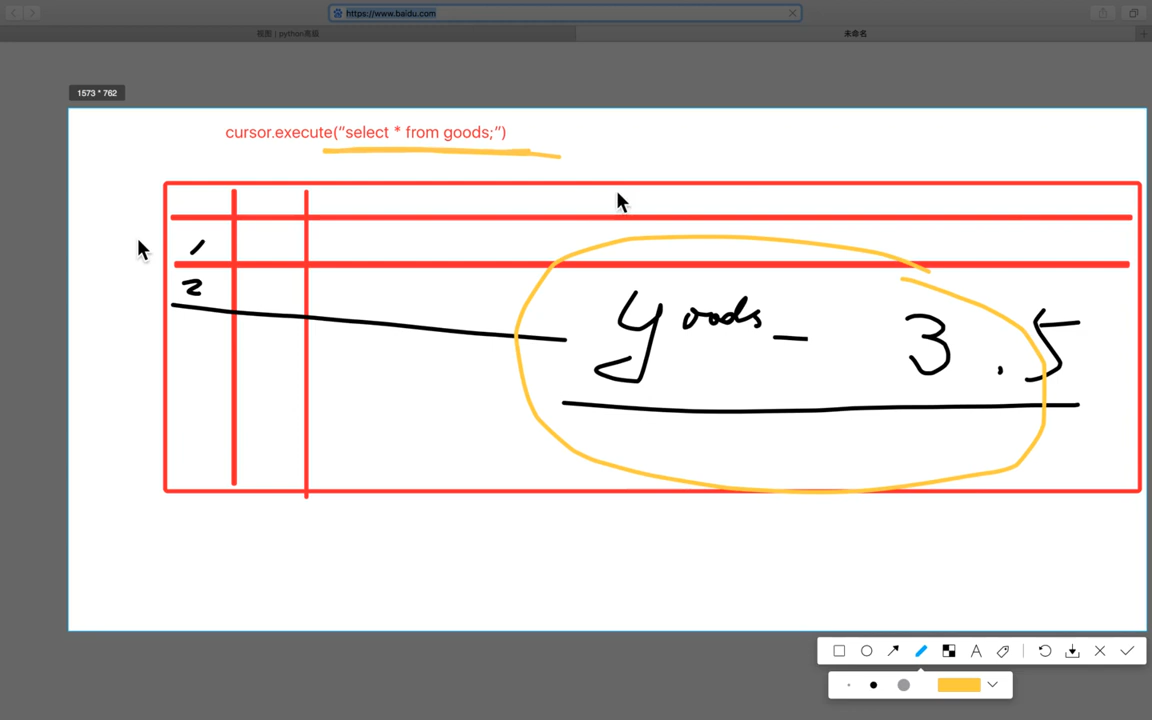 https://www.baidu.com
视图 | python高级
未命名
1573 * 762
cursor.execute(“select * from goods;”)
1
2
goods - 3.5
A